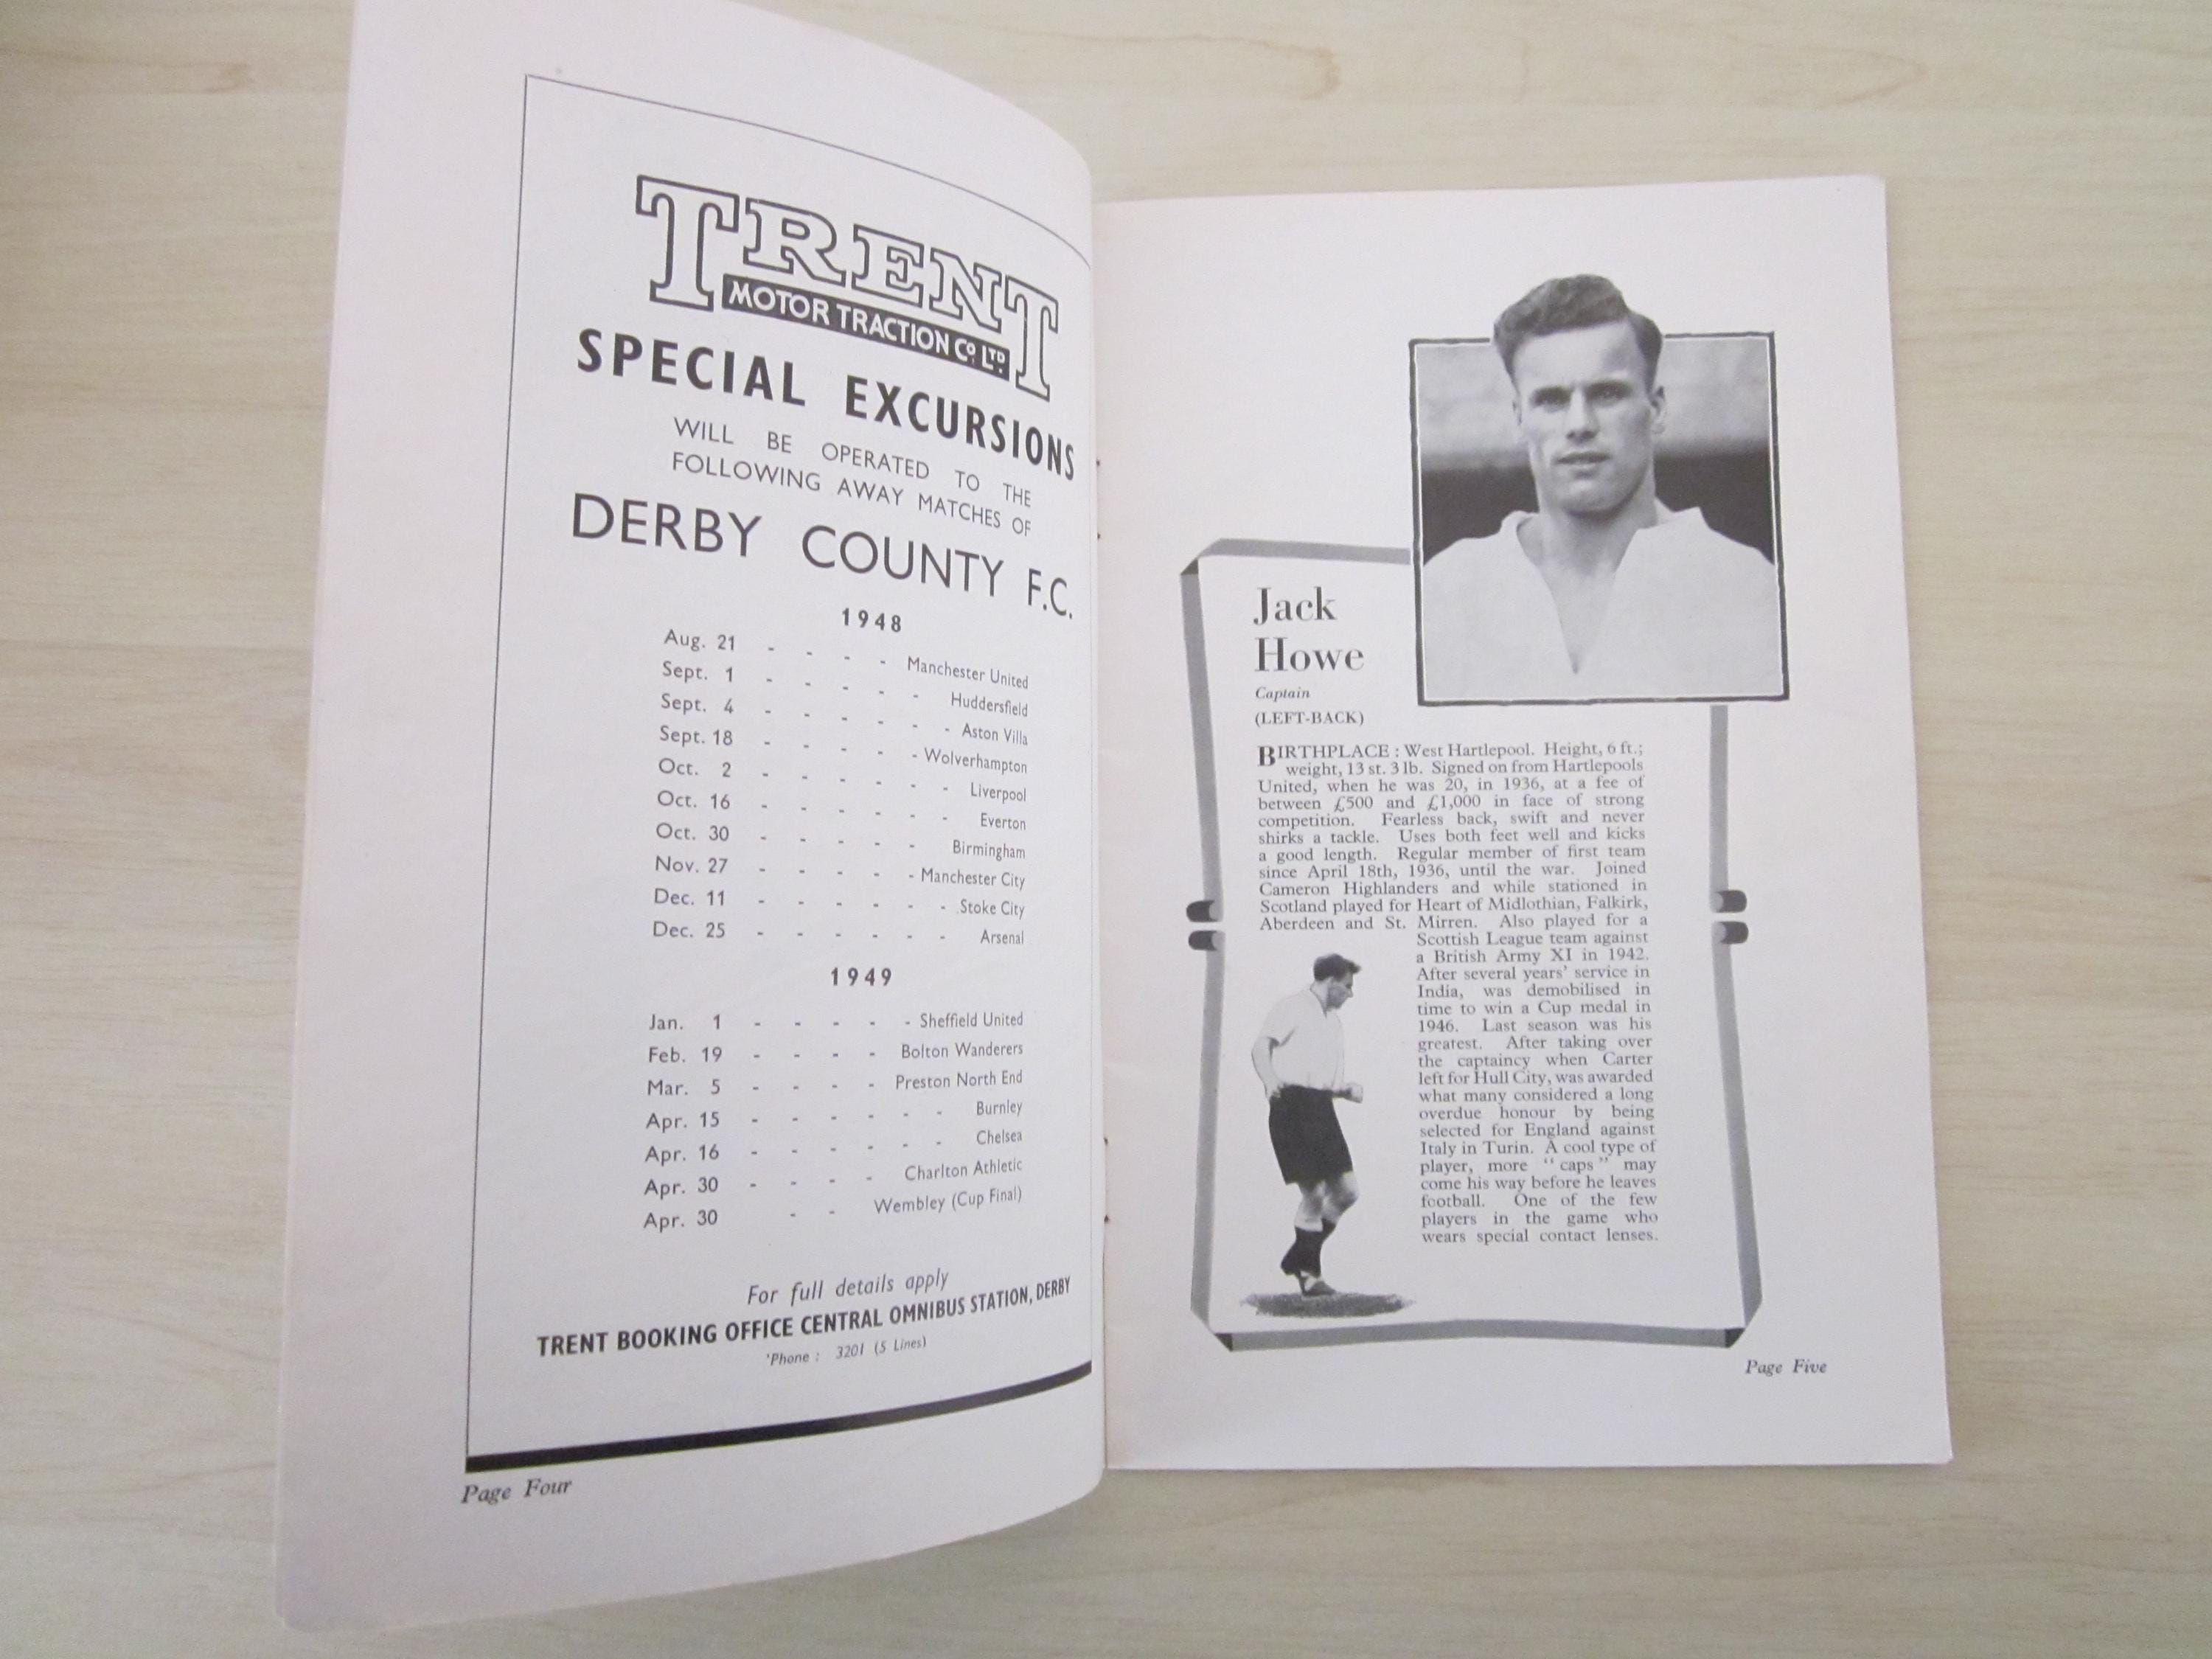 TRENT
MOTOR TRACTION CO. LTD.
SPECIAL EXCURSIONS
WILL BE OPERATED TO THE
FOLLOWING AWAY MATCHES OF
DERBY COUNTY F.C.
1948
Aug. 21 - - - - Manchester United
Sept. 1 - - - - - Huddersfield
Sept. 4 - - - - - Aston Villa
Sept. 18 - - - - - Wolverhampton
Oct. 2 - - - - - Liverpool
Oct. 16 - - - - - Everton
Oct. 30 - - - - - Birmingham
Nov. 27 - - - - - Manchester City
Dec. 11 - - - - - Stoke City
Dec. 25 - - - - - - Arsenal
1949
Jan. 1 - - - - - Sheffield United
Feb. 19 - - - - Bolton Wanderers
Mar. 5 - - - - Preston North End
Apr. 15 - - - - - - Burnley
Apr. 16 - - - - - - Chelsea
Apr. 30 - - - - Charlton Athletic
Apr. 30 - - Wembley (Cup Final)
For full details apply
TRENT BOOKING OFFICE CENTRAL OMNIBUS STATION, DERBY
'Phone : 3201 (5 Lines)
Page Four
Jack
Howe
Captain
(LEFT-BACK)
BIRTHPLACE : West Hartlepool. Height, 6 ft.;
weight, 13 st. 3 lb. Signed on from Hartlepools
United, when he was 20, in 1936, at a fee of
between £500 and £1,000 in face of strong
competition. Fearless back, swift and never
shirks a tackle. Uses both feet well and kicks
a good length. Regular member of first team
since April 18th, 1936, until the war. Joined
Cameron Highlanders and while stationed in
Scotland played for Heart of Midlothian, Falkirk,
Aberdeen and St. Mirren. Also played for a
Scottish League team against
a British Army XI in 1942.
After several years' service in
India, was demobilised in
time to win a Cup medal in
1946. Last season was his
greatest. After taking over
the captaincy when Carter
left for Hull City, was awarded
what many considered a long
overdue honour by being
selected for England against
Italy in Turin. A cool type of
player, more "caps" may
come his way before he leaves
football. One of the few
players in the game who
wears special contact lenses.
Page Five